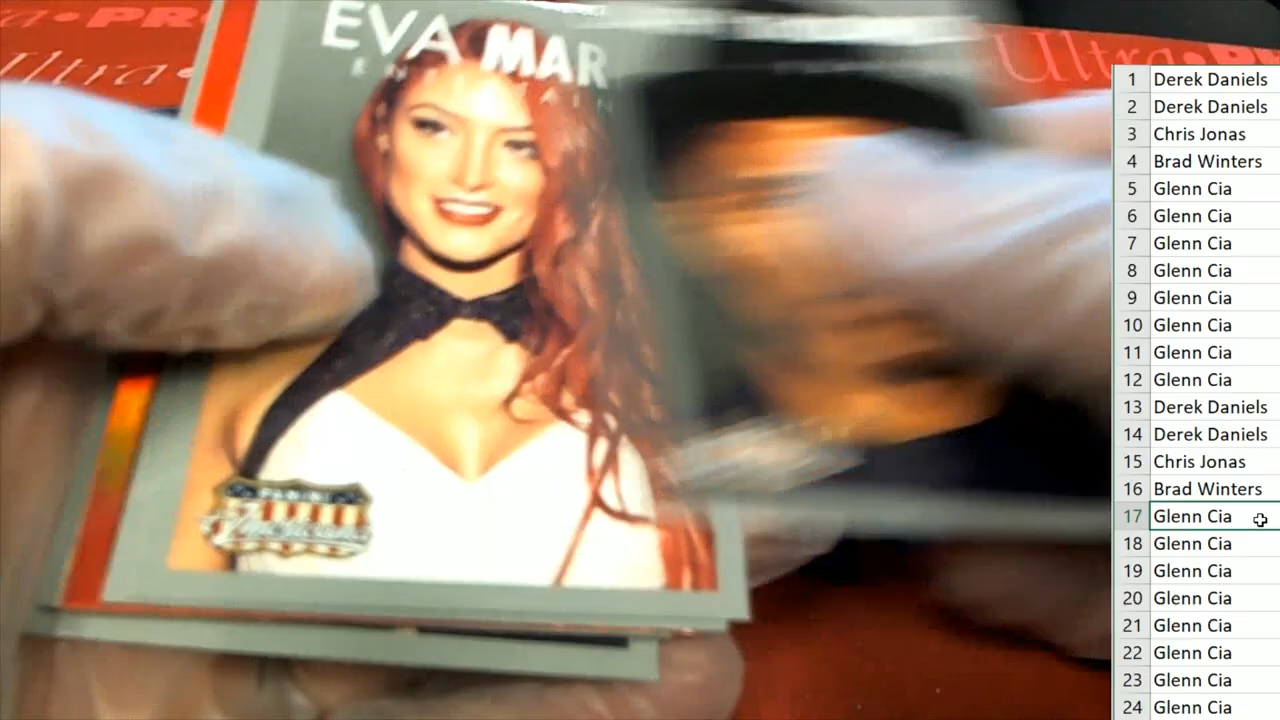 EVA MAR
PANINI
Americana
Ultra•PR
1 Derek Daniels
2 Derek Daniels
3 Chris Jonas
4 Brad Winters
5 Glenn Cia
6 Glenn Cia
7 Glenn Cia
8 Glenn Cia
9 Glenn Cia
10 Glenn Cia
11 Glenn Cia
12 Glenn Cia
13 Derek Daniels
14 Derek Daniels
15 Chris Jonas
16 Brad Winters
17 Glenn Cia
18 Glenn Cia
19 Glenn Cia
20 Glenn Cia
21 Glenn Cia
22 Glenn Cia
23 Glenn Cia
24 Glenn Cia